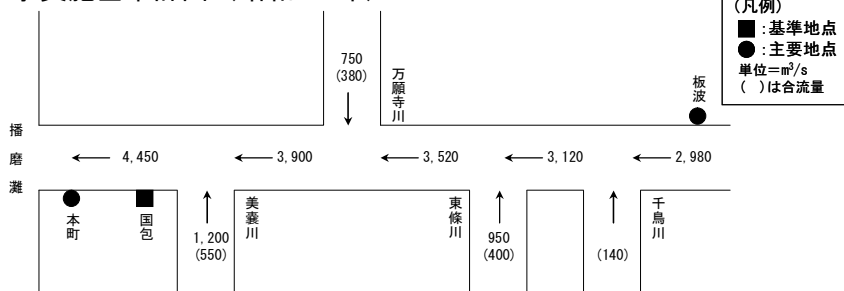 (凡例)
■:基準地点
●:主要地点
単位=m³/s
( )は合流量
750
(380)
万願寺川
板波
播磨灘
4,450
3,900
3,520
3,120
2,980
本町
国包
1,200
(550)
美嚢川
東條川
950
(400)
(140)
千鳥川